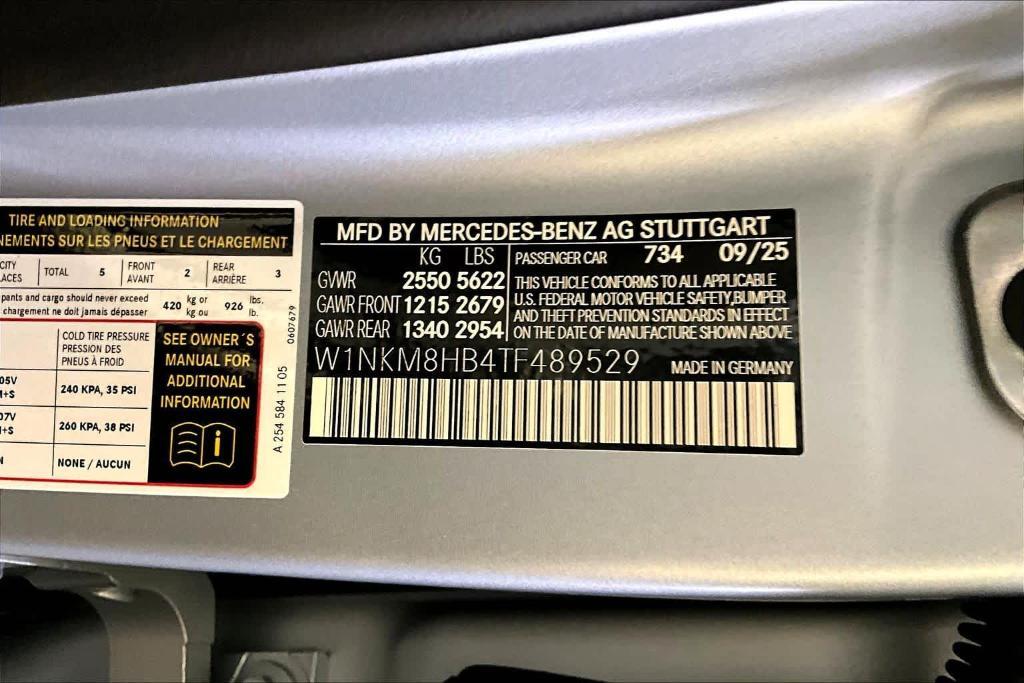 TIRE AND LOADING INFORMATION
NEMENTS SUR LES PNEUS ET LE CHARGEMENT
CITY TOTAL 5 FRONT 2 REAR 3
ACES AVANT ARRIÈRE
pants and cargo should never exceed 420 kg or 926 lbs.
chargement ne doit jamais dépasser kg ou lb.
COLD TIRE PRESSURE
PRESSION DES
PNEUS À FROID
05V
M+S
240 KPA, 35 PSI
07V
+S
260 KPA, 38 PSI
NONE / AUCUN
SEE OWNER´S
MANUAL FOR
ADDITIONAL
INFORMATION
i
0607679
A 254 584 11 05
MFD BY MERCEDES-BENZ AG STUTTGART
KG LBS
GVWR 2550 5622
GAWR FRONT 1215 2679
GAWR REAR 1340 2954
PASSENGER CAR 734 09/25
THIS VEHICLE CONFORMS TO ALL APPLICABLE
U.S. FEDERAL MOTOR VEHICLE SAFETY,BUMPER
AND THEFT PREVENTION STANDARDS IN EFFECT
ON THE DATE OF MANUFACTURE SHOWN ABOVE
W1NKM8HB4TF489529 MADE IN GERMANY